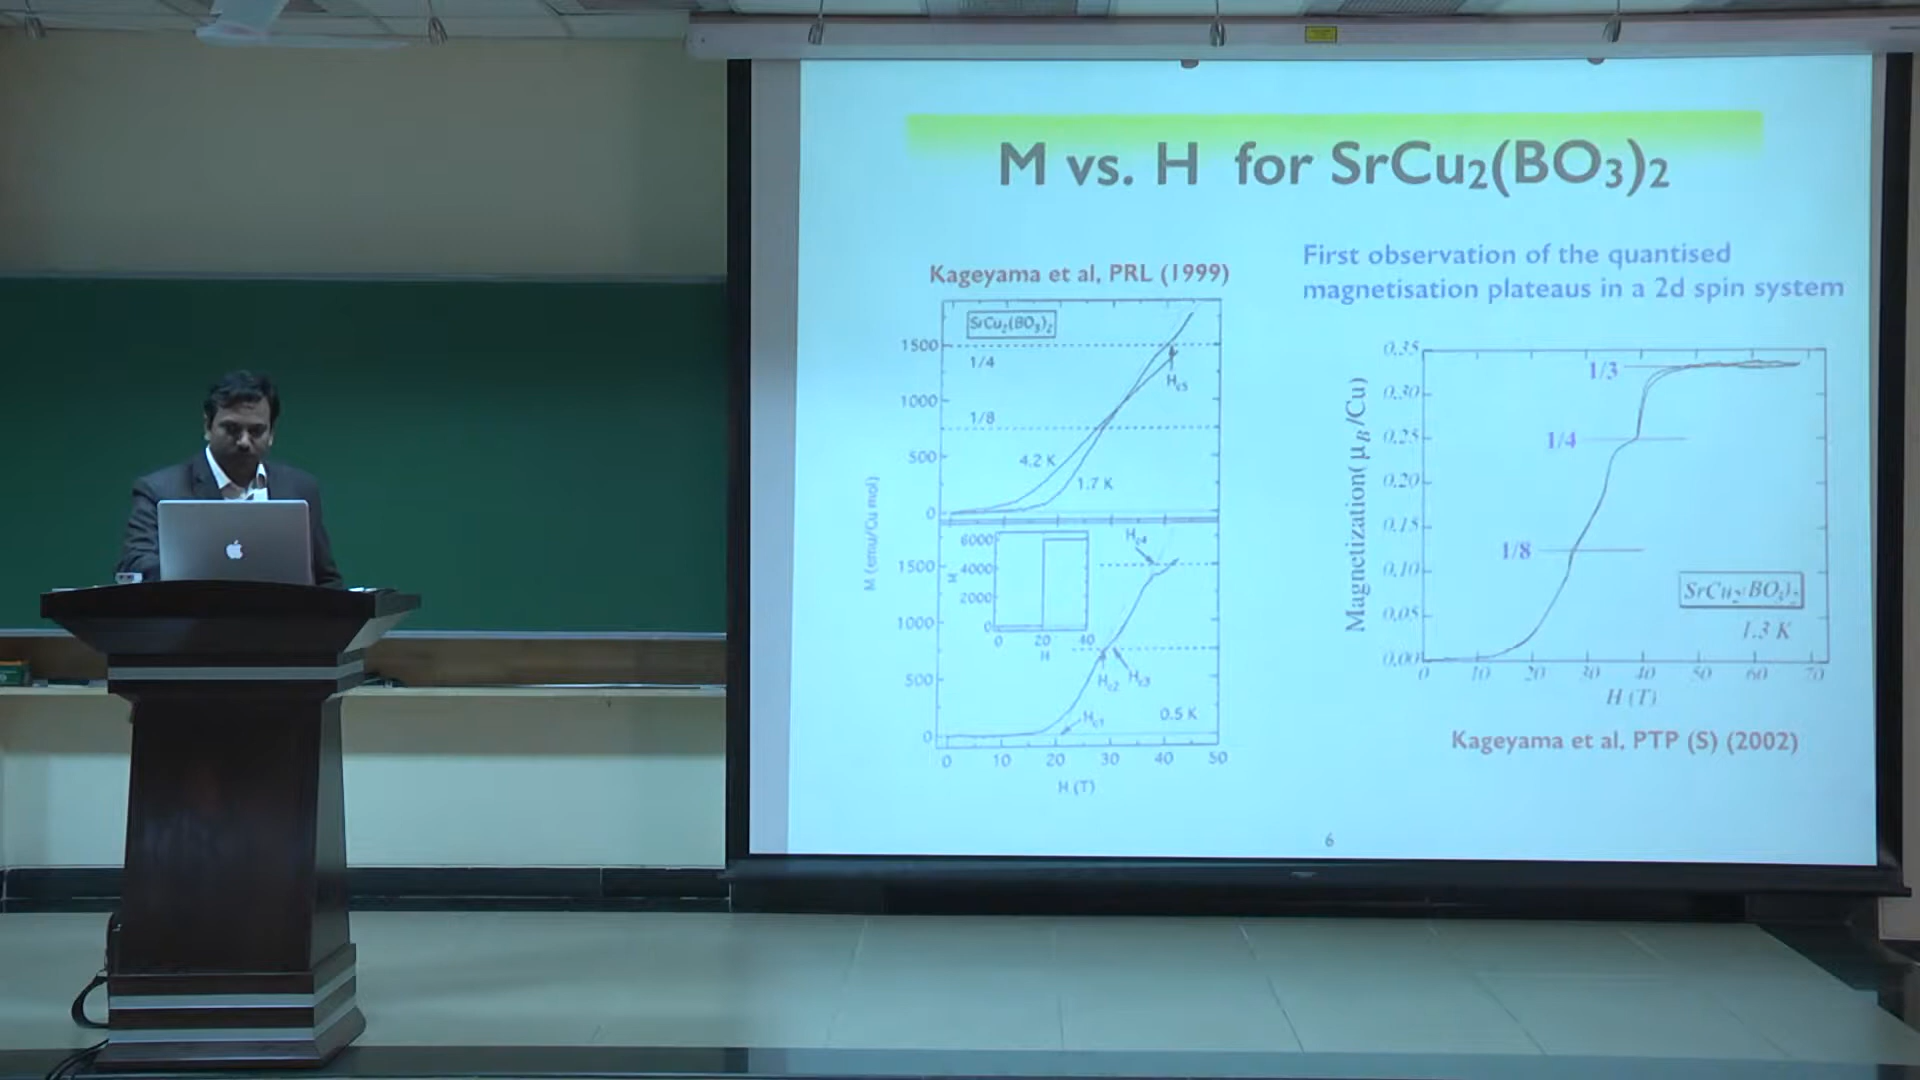 M vs. H for SrCu₂(BO₃)₂
Kageyama et al, PRL (1999)
First observation of the quantised
magnetisation plateaus in a 2d spin system
SrCu₂(BO₃)₂
1500
1/4
Hc5
1000
1/8
500
4.2 K
1.7 K
0
M (emu/Cu mol)
6000
4000
2000
0
0 20 40
H
M
Hc4
1500
1000
500
Hc2
Hc3
Hc1
0.5 K
0
0 10 20 30 40 50
H (T)
Magnetization( μB/Cu)
0.35
1/3
0.30
1/4
0.25
0.20
0.15
1/8
0.10
0.05
0.00
SrCu₂(BO₃)₂
1.3 K
0 10 20 30 40 50 60 70
H (T)
Kageyama et al, PTP (S) (2002)
6